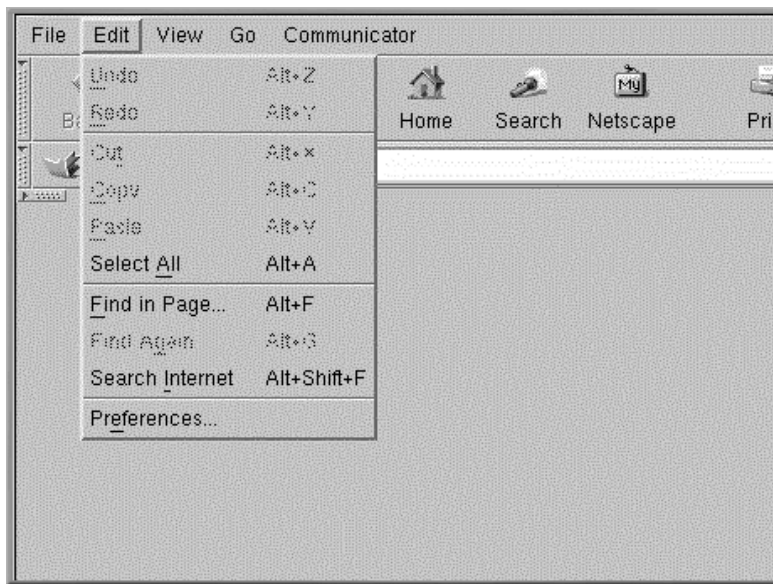 File Edit View Go Communicator
Undo Alt+Z
Redo Alt+Y
Home Search Netscape
My
Cut Alt+X
Copy Alt+C
Paste Alt+V
Select All Alt+A
Find in Page... Alt+F
Find Again Alt+G
Search Internet Alt+Shift+F
Preferences...